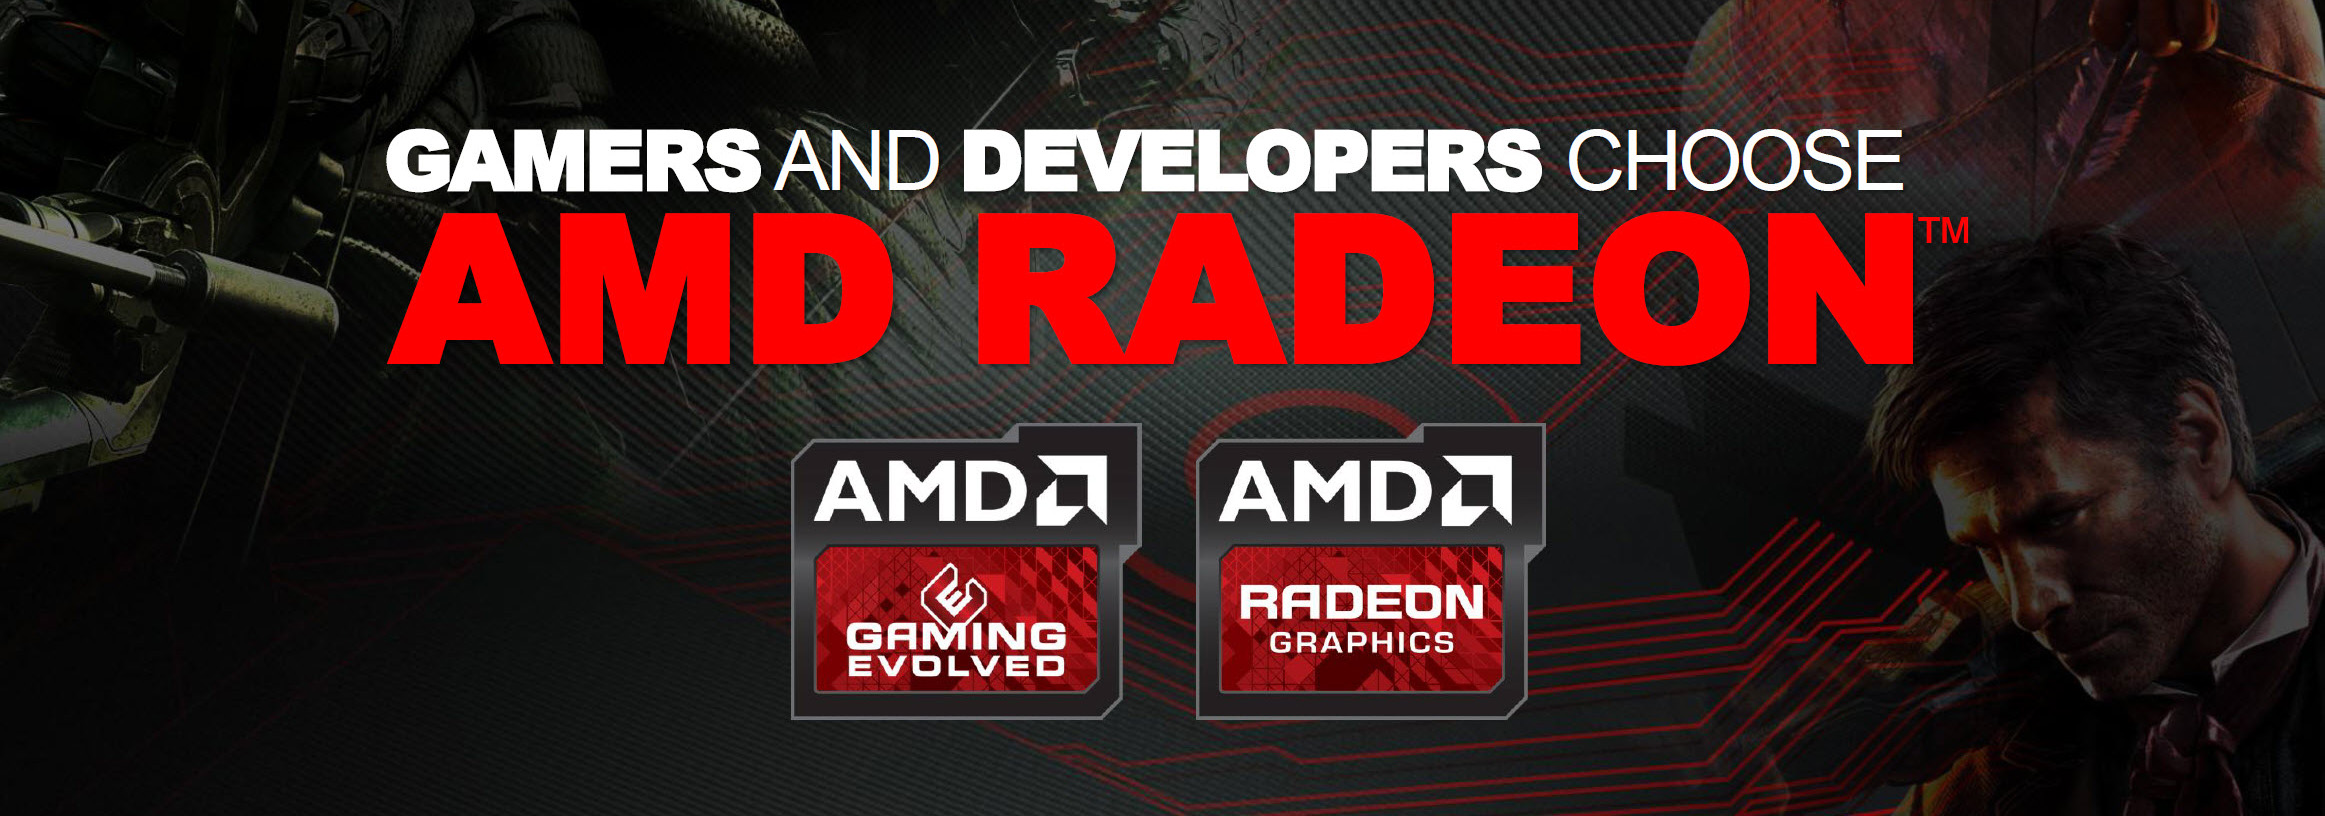 GAMERS AND DEVELOPERS CHOOSE
AMD RADEON™
AMD
GAMING
EVOLVED
AMD
RADEON
GRAPHICS